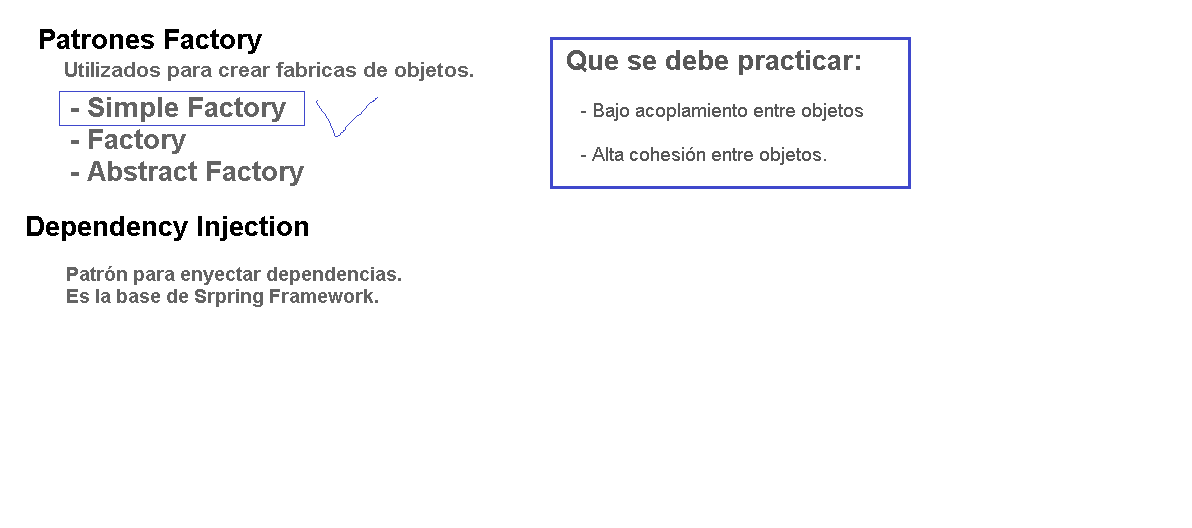 Patrones Factory
Utilizados para crear fabricas de objetos.
- Simple Factory
- Factory
- Abstract Factory
Dependency Injection
Patrón para enyectar dependencias.
Es la base de Srpring Framework.
Que se debe practicar:
- Bajo acoplamiento entre objetos
- Alta cohesión entre objetos.